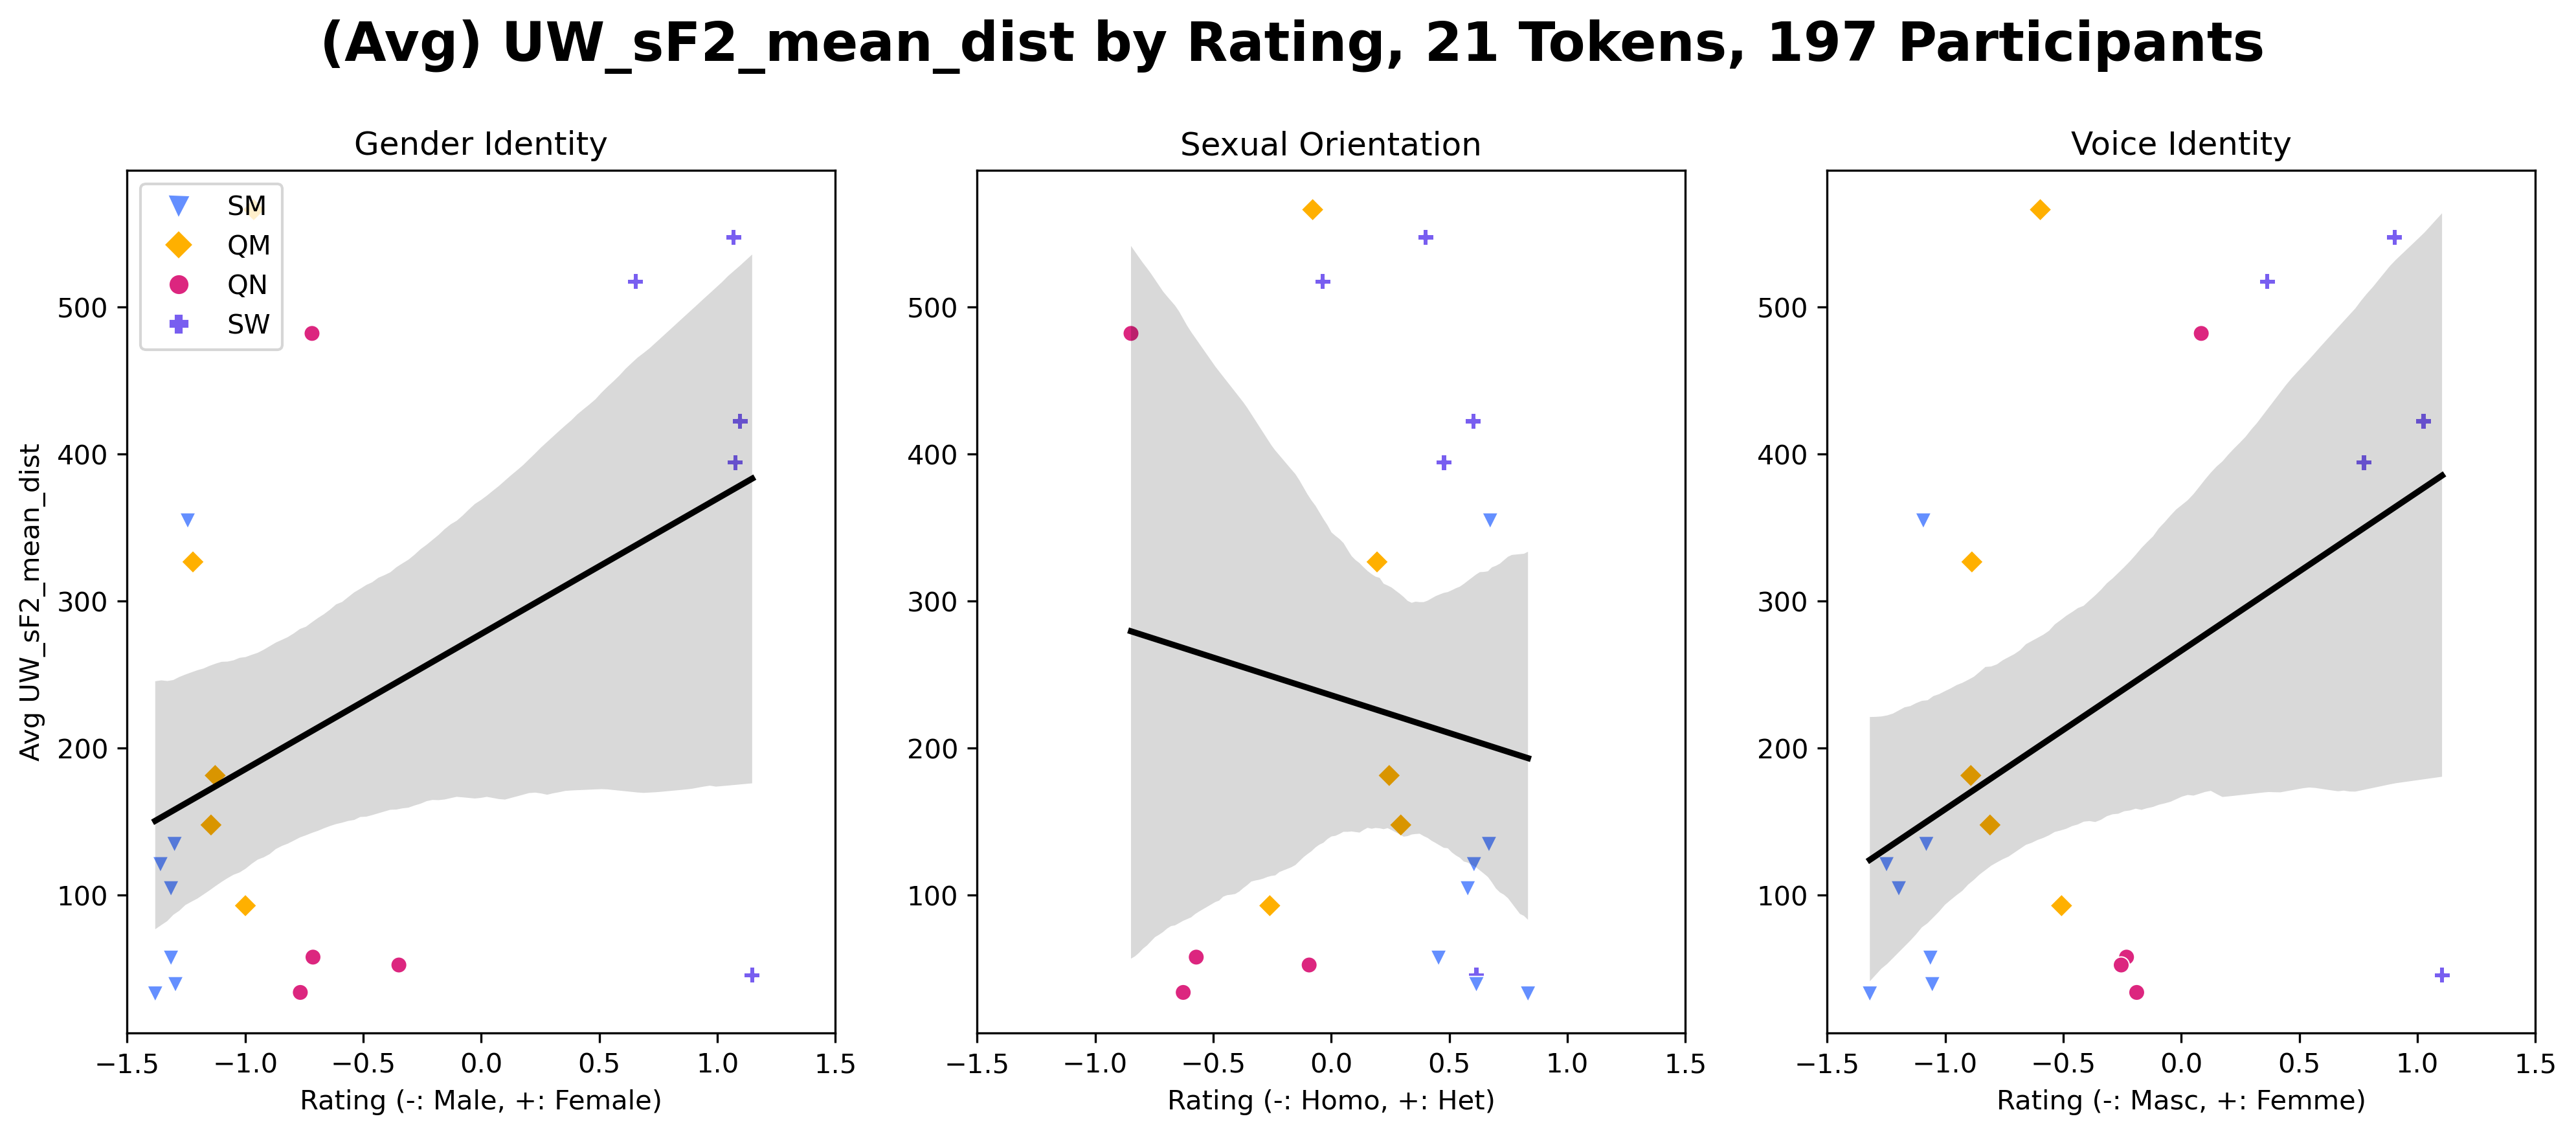 (Avg) UW_sF2_mean_dist by Rating, 21 Tokens, 197 Participants
Gender Identity
Sexual Orientation
Voice Identity
SM
QM
QN
SW
Avg UW_sF2_mean_dist
500
400
300
200
100
−1.5 −1.0 −0.5 0.0 0.5 1.0 1.5
Rating (-: Male, +: Female)
500
400
300
200
100
−1.5 −1.0 −0.5 0.0 0.5 1.0 1.5
Rating (-: Homo, +: Het)
500
400
300
200
100
−1.5 −1.0 −0.5 0.0 0.5 1.0 1.5
Rating (-: Masc, +: Femme)